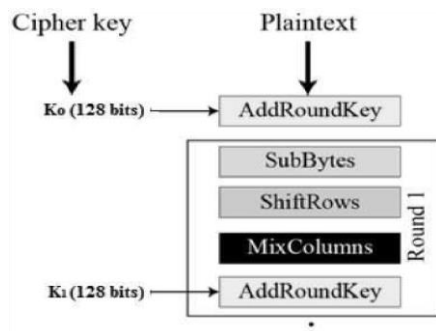 Cipher key
Plaintext
K0 (128 bits)
AddRoundKey
SubBytes
ShiftRows
MixColumns
Round 1
K1 (128 bits)
AddRoundKey